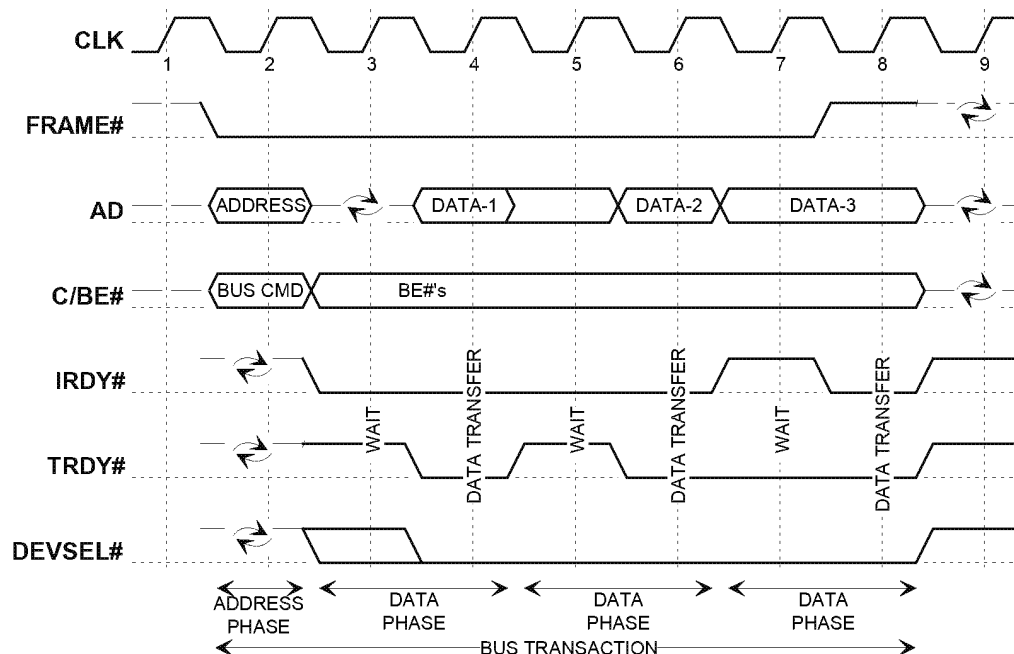 CLK
1 2 3 4 5 6 7 8 9
FRAME#
AD
ADDRESS
DATA-1
DATA-2
DATA-3
C/BE#
BUS CMD
BE#'s
IRDY#
TRDY#
WAIT
DATA TRANSFER
WAIT
DATA TRANSFER
WAIT
DATA TRANSFER
DEVSEL#
ADDRESS
PHASE
DATA
PHASE
DATA
PHASE
DATA
PHASE
BUS TRANSACTION